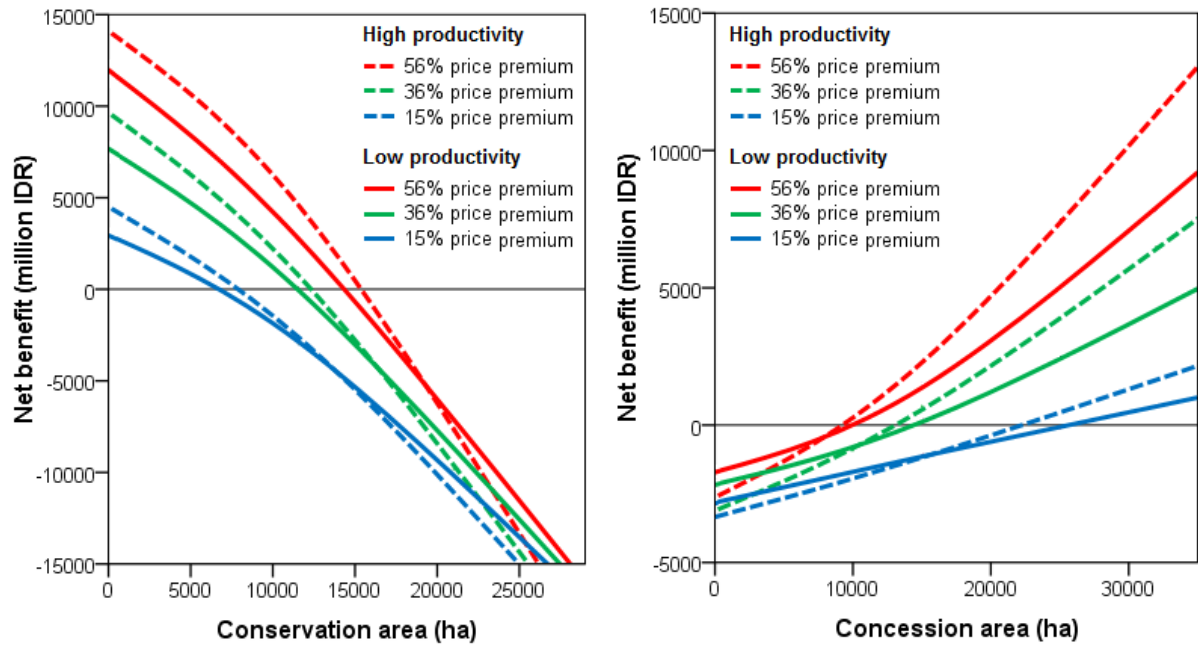 15000
10000
5000
0
-5000
-10000
-15000
Net benefit (million IDR)
0
5000
10000
15000
20000
25000
Conservation area (ha)
High productivity
56% price premium
36% price premium
15% price premium
Low productivity
56% price premium
36% price premium
15% price premium
15000
10000
5000
0
-5000
Net benefit (million IDR)
0
10000
20000
30000
Concession area (ha)
High productivity
56% price premium
36% price premium
15% price premium
Low productivity
56% price premium
36% price premium
15% price premium